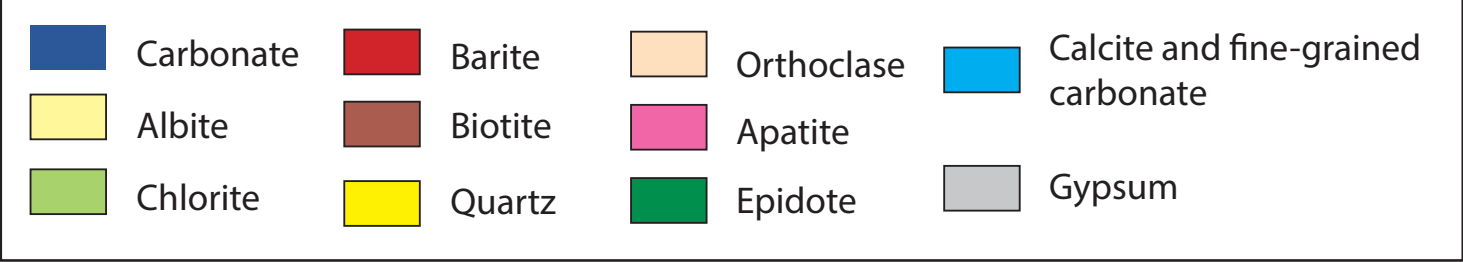 Carbonate
Albite
Chlorite
Barite
Biotite
Quartz
Orthoclase
Apatite
Epidote
Calcite and fine-grained
carbonate
Gypsum